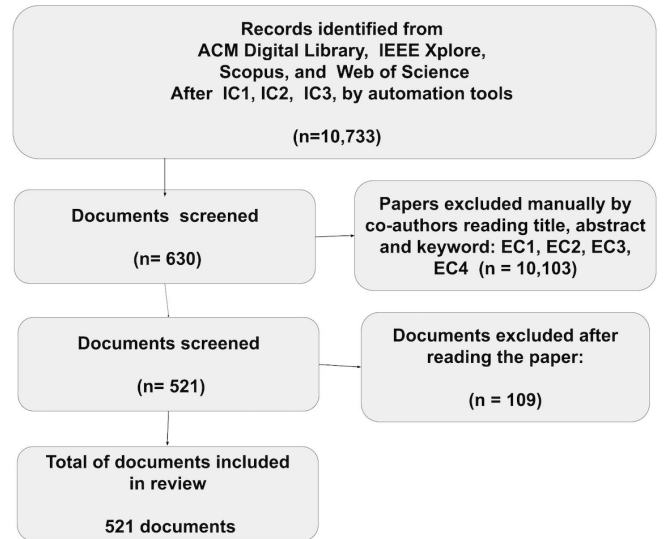 Records identified from
ACM Digital Library, IEEE Xplore,
Scopus, and Web of Science
After IC1, IC2, IC3, by automation tools
(n=10,733)
Documents screened
(n= 630)
Papers excluded manually by
co-authors reading title, abstract
and keyword: EC1, EC2, EC3,
EC4 (n = 10,103)
Documents screened
(n= 521)
Documents excluded after
reading the paper:
(n = 109)
Total of documents included
in review
521 documents